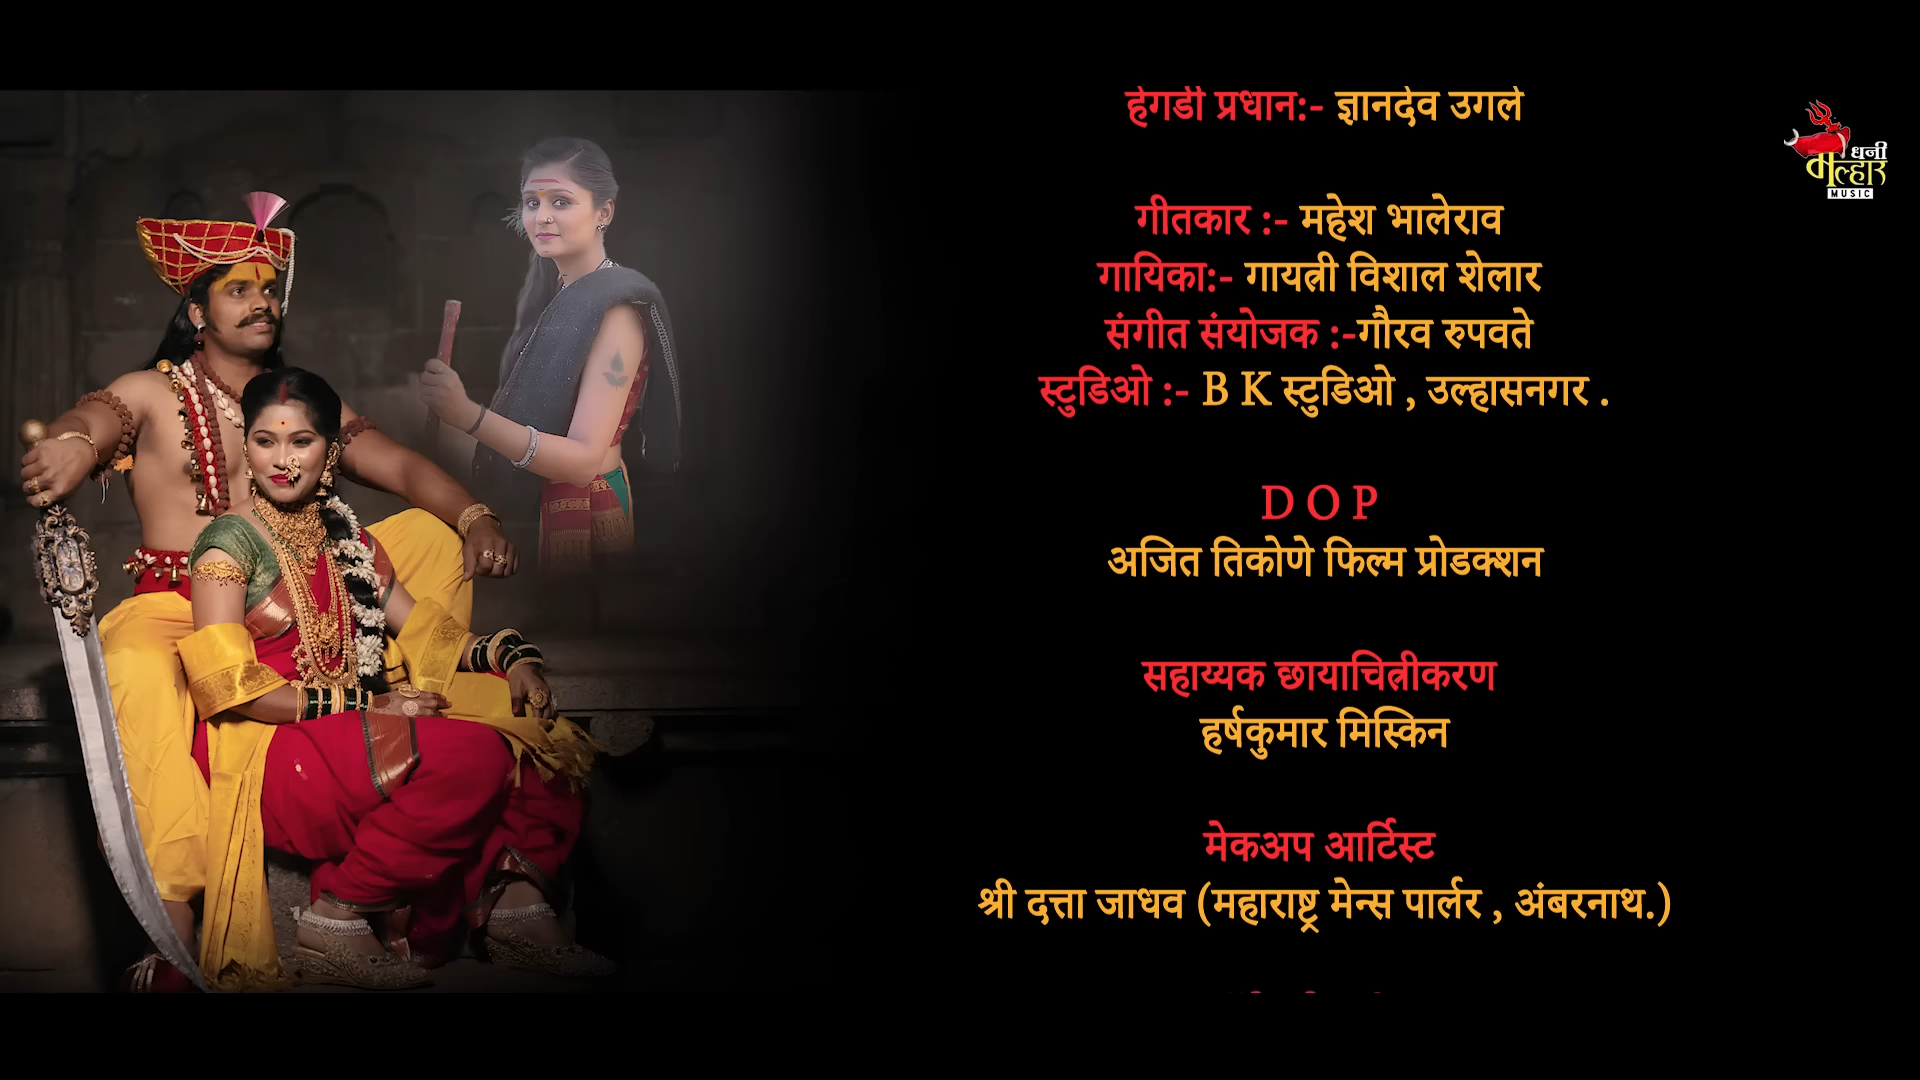 हेगडी प्रधान:- ज्ञानदेव उगले
धनी
मल्हार
MUSIC
गीतकार :- महेश भालेराव
गायिका:- गायत्री विशाल शेलार
संगीत संयोजक :-गौरव रुपवते
स्टुडिओ :- B K स्टुडिओ , उल्हासनगर .
D O P
अजित तिकोणे फिल्म प्रोडक्शन
सहाय्यक छायाचित्रीकरण
हर्षकुमार मिस्किन
मेकअप आर्टिस्ट
श्री दत्ता जाधव (महाराष्ट्र मेन्स पार्लर , अंबरनाथ.)